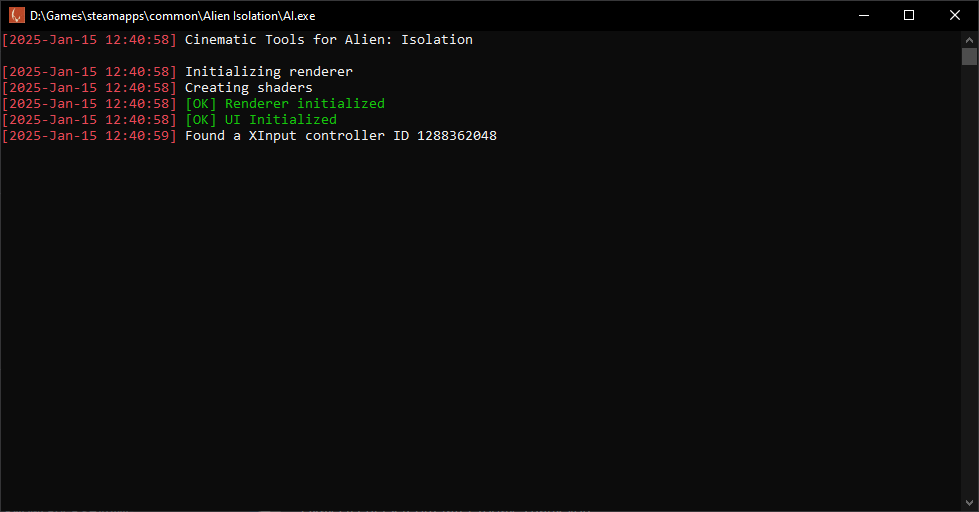 D:\Games\steamapps\common\Alien Isolation\AI.exe
[2025-Jan-15 12:40:58] Cinematic Tools for Alien: Isolation
[2025-Jan-15 12:40:58] Initializing renderer
[2025-Jan-15 12:40:58] Creating shaders
[2025-Jan-15 12:40:58] [OK] Renderer initialized
[2025-Jan-15 12:40:58] [OK] UI Initialized
[2025-Jan-15 12:40:59] Found a XInput controller ID 1288362048